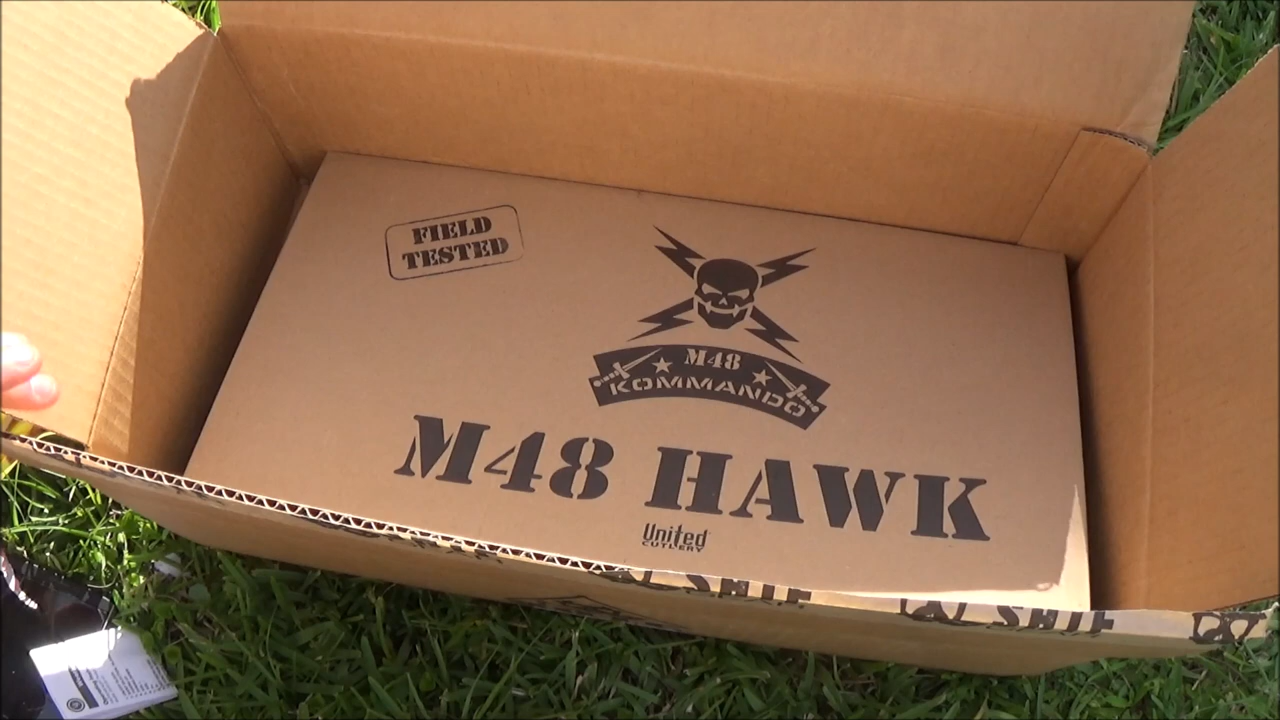 FIELD
TESTED
M48
KOMMANDO
M48 HAWK
United
CUTLERY